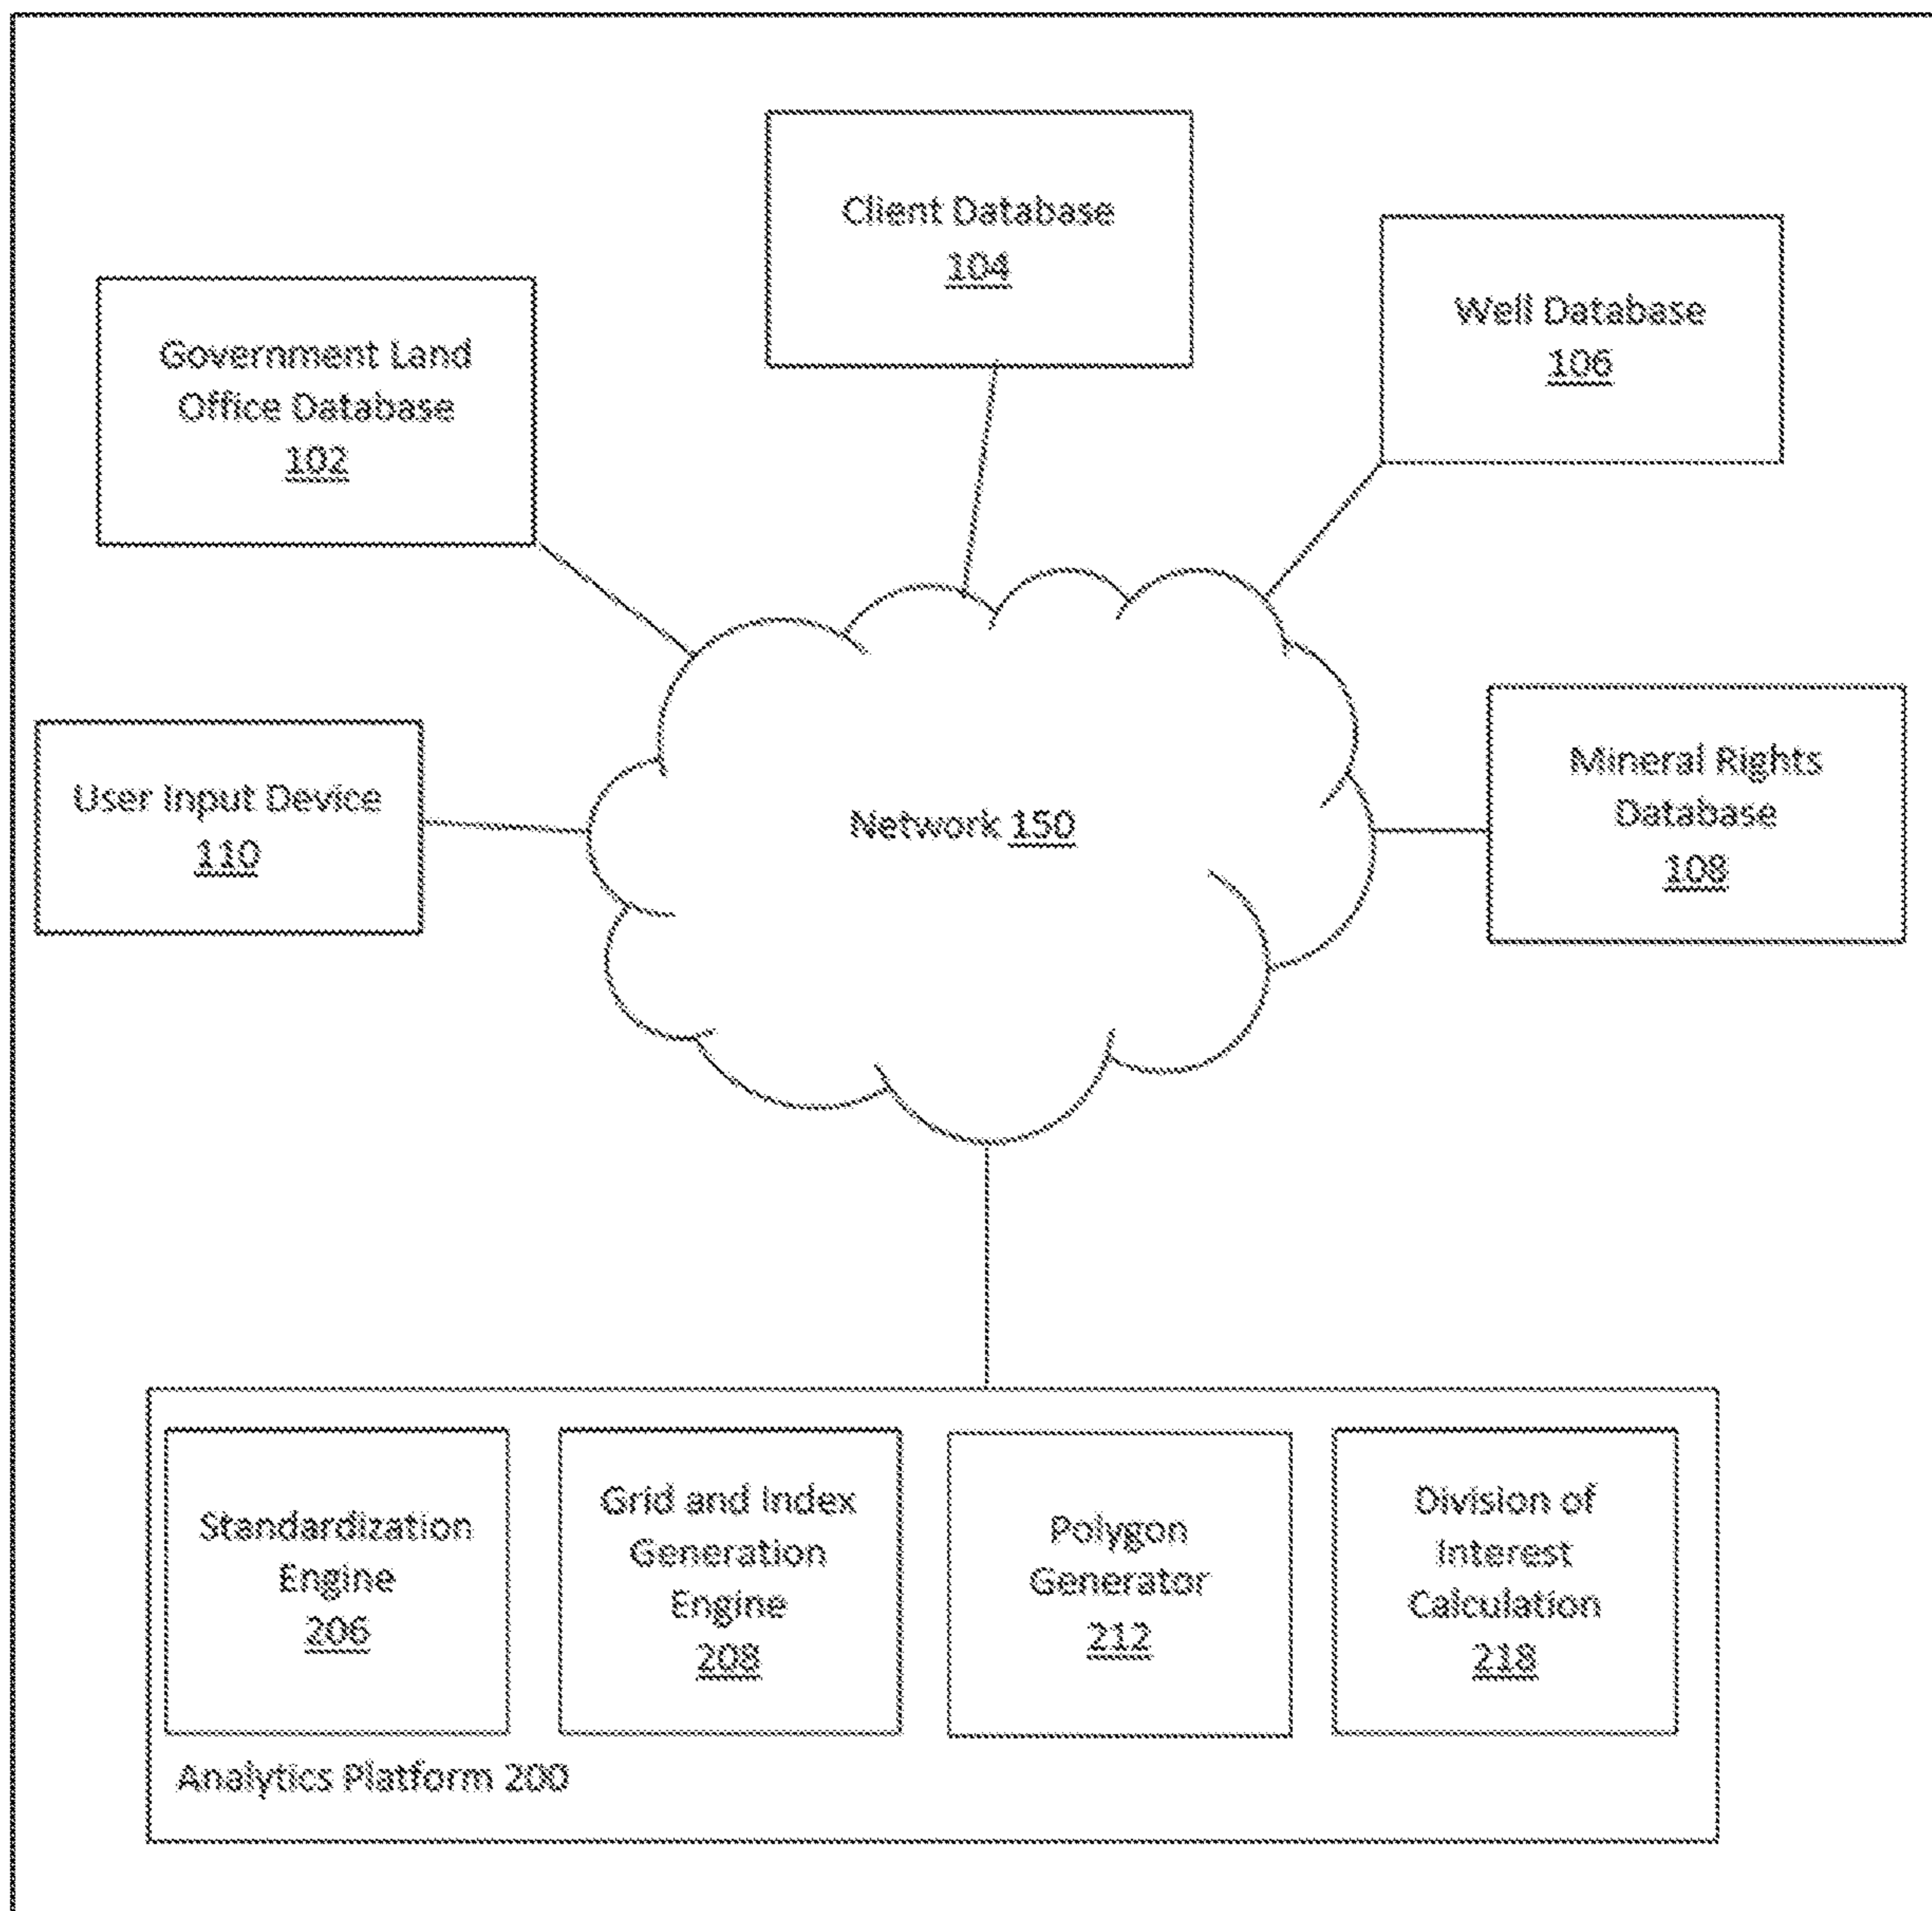 Client Database
104
Well Database
106
Government Land
Office Database
102
User Input Device
110
Network 150
Mineral Rights
Database
108
Standardization
Engine
206
Grid and Index
Generation
Engine
208
Polygon
Generator
212
Division of
Interest
Calculation
218
Analytics Platform 200